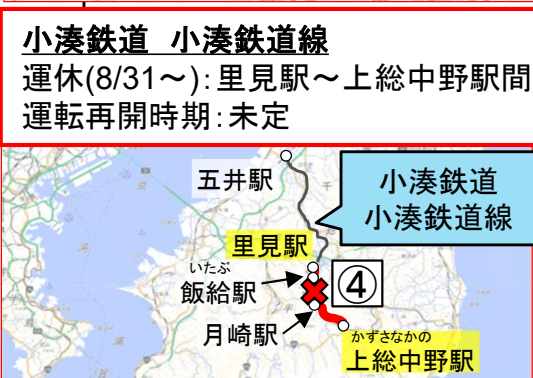 小湊鉄道 小湊鉄道線
運休(8/31～):里見駅～上総中野駅間
運転再開時期:未定
五井駅
小湊鉄道
小湊鉄道線
里見駅
いたぶ
飯給駅
④
月崎駅
かずさなかの
上総中野駅